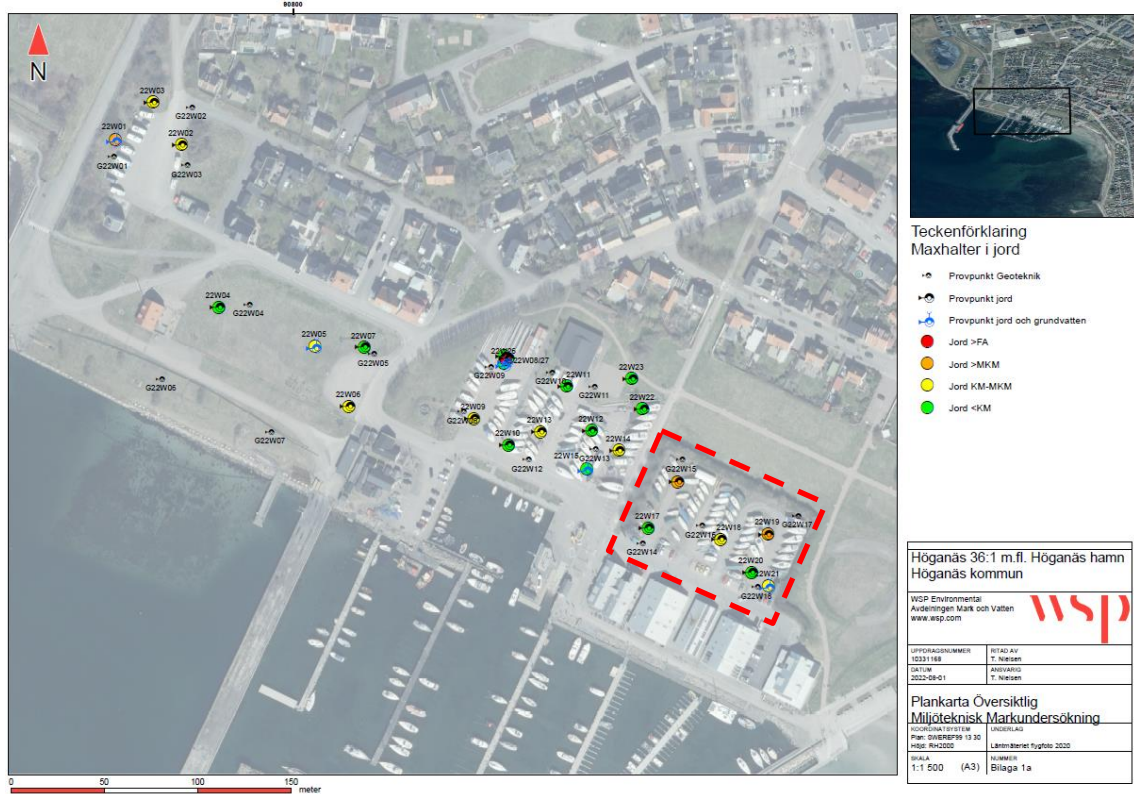 90800
N
22W03
22W02
G22W02
22W01
G22W01
G22W03
22W04
G22W04
22W05
22W07
G22W05
G22W06
22W06
G22W07
22W26
22W08/27
G22W09
22W11
G22W10
G22W11
22W23
22W22
22W09
22W10
22W13
22W12
22W14
G22W12
22W15
G22W13
G22W15
22W17
G22W14
G22W16
22W18
22W19
G22W17
22W20
22W21
G22W18
0
50
100
150
meter
Teckenförklaring
Maxhalter i jord
Provpunkt Geoteknik
Provpunkt jord
Provpunkt jord och grundvatten
Jord >FA
Jord >MKM
Jord KM-MKM
Jord <KM
Höganäs 36:1 m.fl. Höganäs hamn
Höganäs kommun
WSP Environmental
Avdelningen Mark och Vatten
www.wsp.com
wsp
UPPDRAGSNUMMER
10331168
RITAD AV
T. Nielsen
DATUM
2022-08-01
ANSVARIG
T. Nielsen
Plankarta Översiktlig
Miljöteknisk Markundersökning
KOORDINATSYSTEM
Plan: SWEREF99 13 30
Höjd: RH2000
UNDERLAG
Lantmäteriet flygfoto 2020
SKALA
1:1 500 (A3)
NUMMER
Bilaga 1a